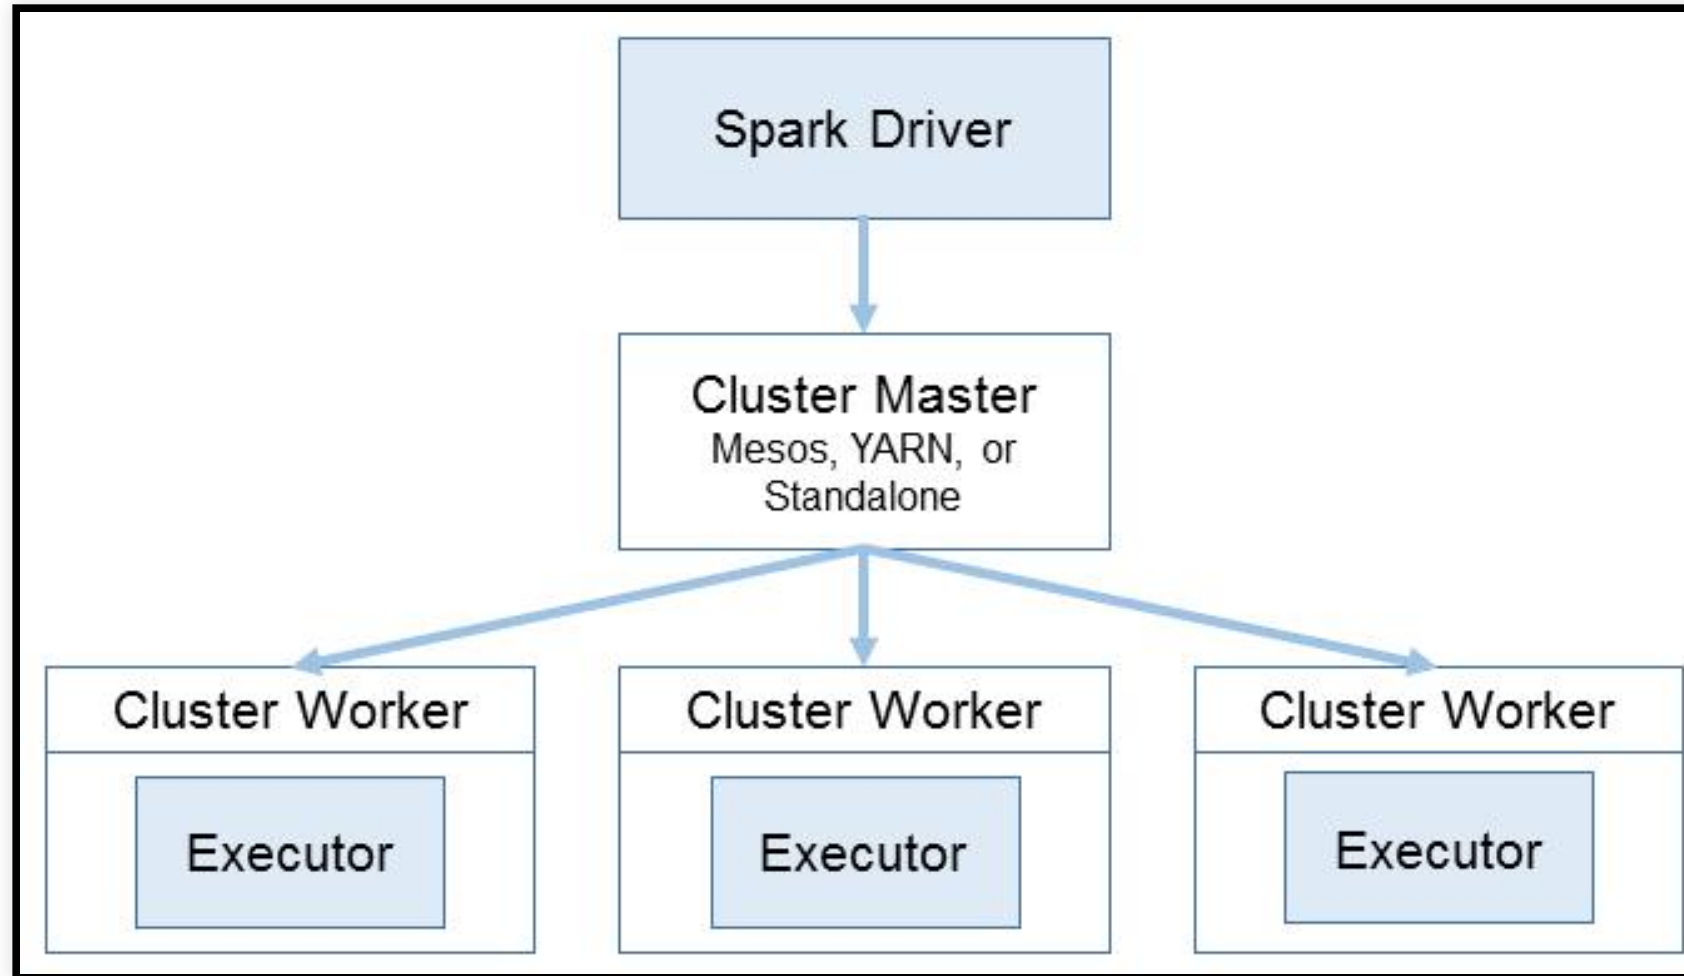 Spark Driver
Cluster Master
Mesos, YARN, or
Standalone
Cluster Worker
Cluster Worker
Cluster Worker
Executor
Executor
Executor